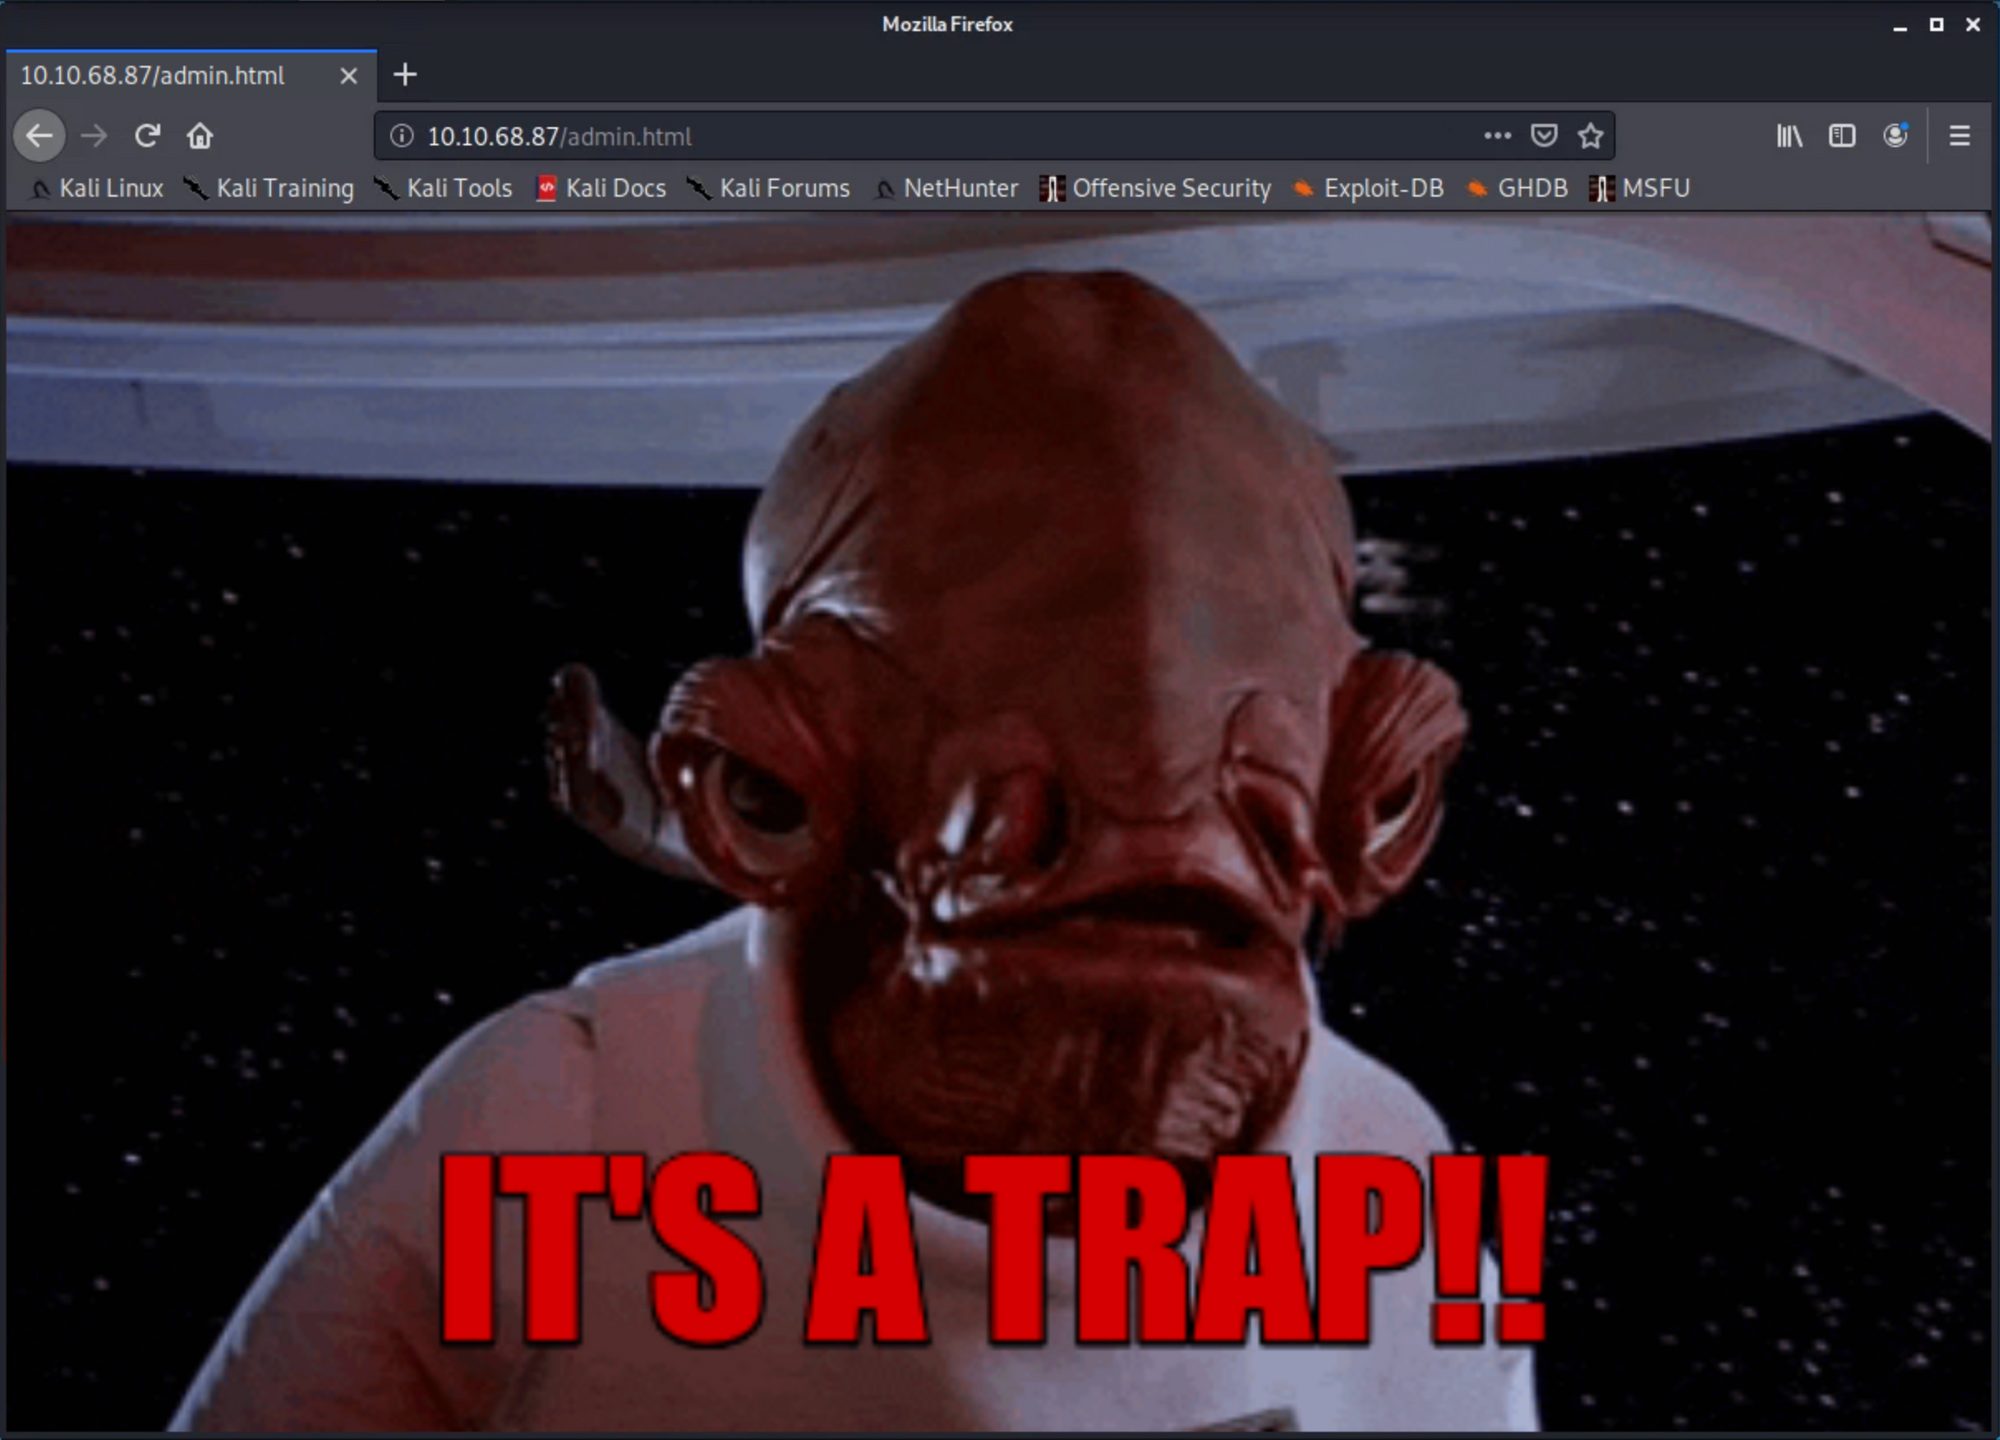 Mozilla Firefox
10.10.68.87/admin.html
10.10.68.87/admin.html
Kali Linux Kali Training Kali Tools Kali Docs Kali Forums NetHunter Offensive Security Exploit-DB GHDB MSFU
IT'S A TRAP!!